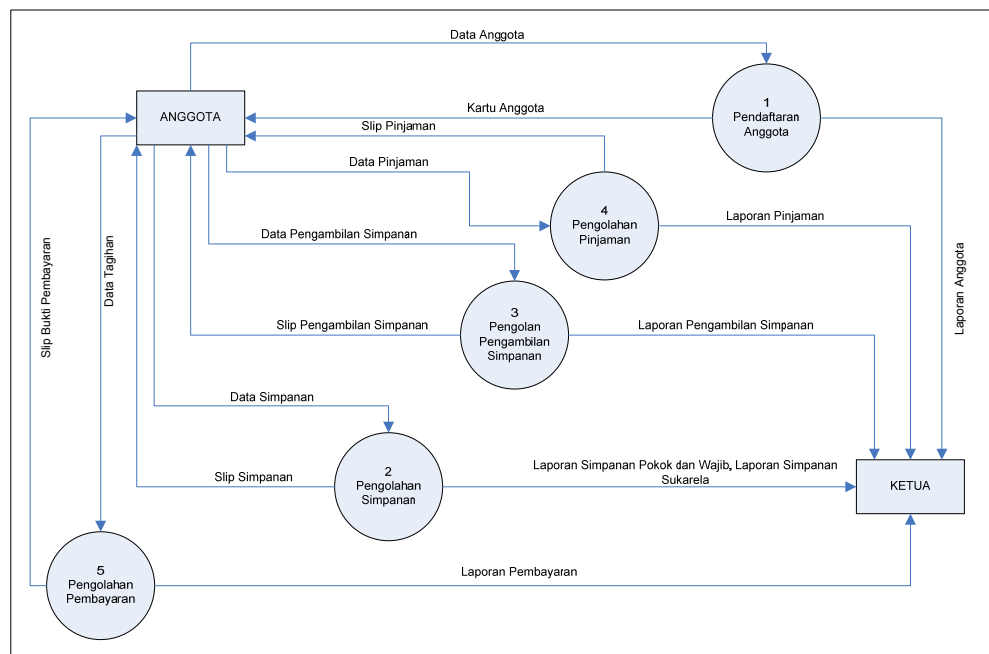 Data Anggota
1
Pendaftaran
Anggota
ANGGOTA
Kartu Anggota
Slip Pinjaman
Data Pinjaman
4
Pengolahan
Pinjaman
Laporan Pinjaman
Data Pengambilan Simpanan
Slip Bukti Pembayaran
Data Tagihan
Laporan Anggota
3
Pengolan
Pengambilan
Simpanan
Slip Pengambilan Simpanan
Laporan Pengambilan Simpanan
Data Simpanan
2
Pengolahan
Simpanan
Slip Simpanan
Laporan Simpanan Pokok dan Wajib, Laporan Simpanan
Sukarela
KETUA
5
Pengolahan
Pembayaran
Laporan Pembayaran